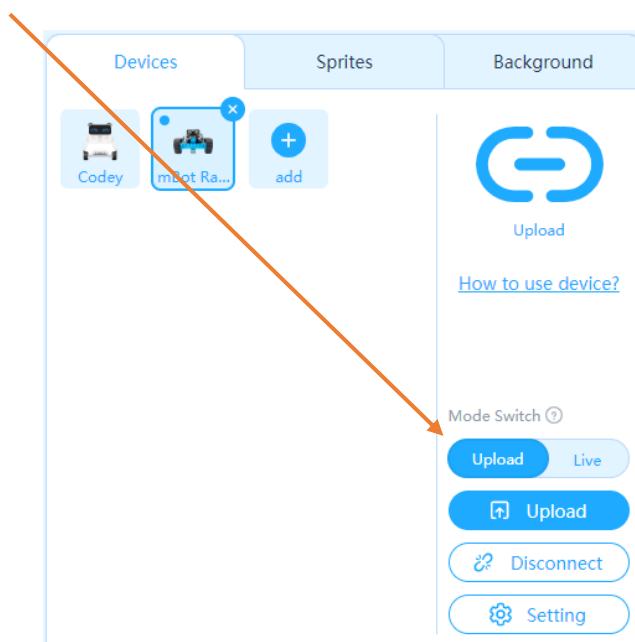 Devices Sprites Background
Codey mBot Ra... add
Upload
How to use device?
Mode Switch ?
Upload Live
Upload
Disconnect
Setting